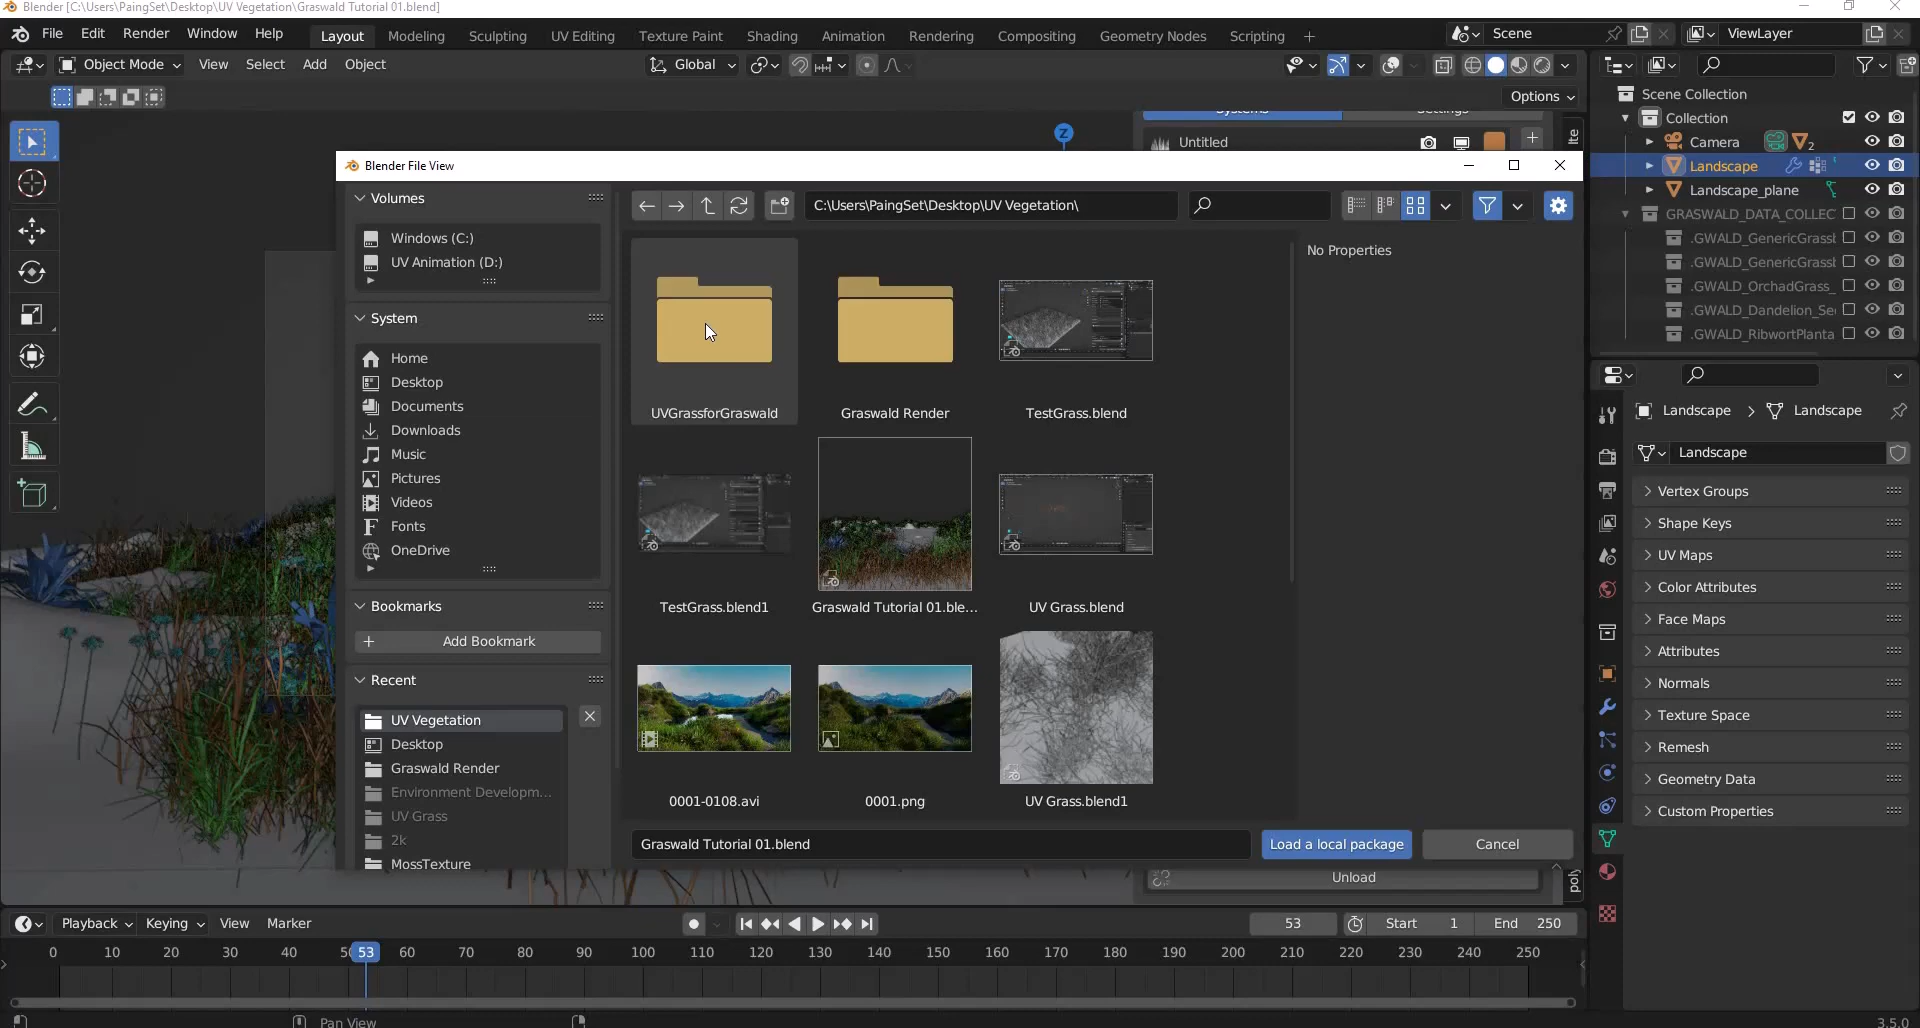 Blender [C:\Users\PaingSet\Desktop\UV Vegetation\Graswald Tutorial 01.blend]
File Edit Render Window Help Layout Modeling Sculpting UV Editing Texture Paint Shading Animation Rendering Compositing Geometry Nodes Scripting + Scene ViewLayer
Object Mode View Select Add Object Global
Options
Systems Settings
Untitled
Z
Blender File View
Volumes
Windows (C:)
UV Animation (D:)
System
Home
Desktop
Documents
Downloads
Music
Pictures
Videos
Fonts
OneDrive
Bookmarks
Add Bookmark
Recent
UV Vegetation
Desktop
Graswald Render
Environment Developm...
UV Grass
2k
MossTexture
C:\Users\PaingSet\Desktop\UV Vegetation\
UVGrassforGraswald Graswald Render TestGrass.blend
TestGrass.blend1 Graswald Tutorial 01.ble... UV Grass.blend
0001-0108.avi 0001.png UV Grass.blend1
No Properties
Graswald Tutorial 01.blend Load a local package Cancel
Unload
Scene Collection
Collection
Camera 2
Landscape
Landscape_plane
GRASWALD_DATA_COLLEC
.GWALD_GenericGrass
.GWALD_GenericGrass
.GWALD_OrchadGrass_
.GWALD_Dandelion_Se
.GWALD_RibwortPlanta
Landscape Landscape
Landscape
Vertex Groups
Shape Keys
UV Maps
Color Attributes
Face Maps
Attributes
Normals
Texture Space
Remesh
Geometry Data
Custom Properties
Playback Keying View Marker 53 Start 1 End 250
0 10 20 30 40 53 60 70 80 90 100 110 120 130 140 150 160 170 180 190 200 210 220 230 240 250
Pan View
3.5.0